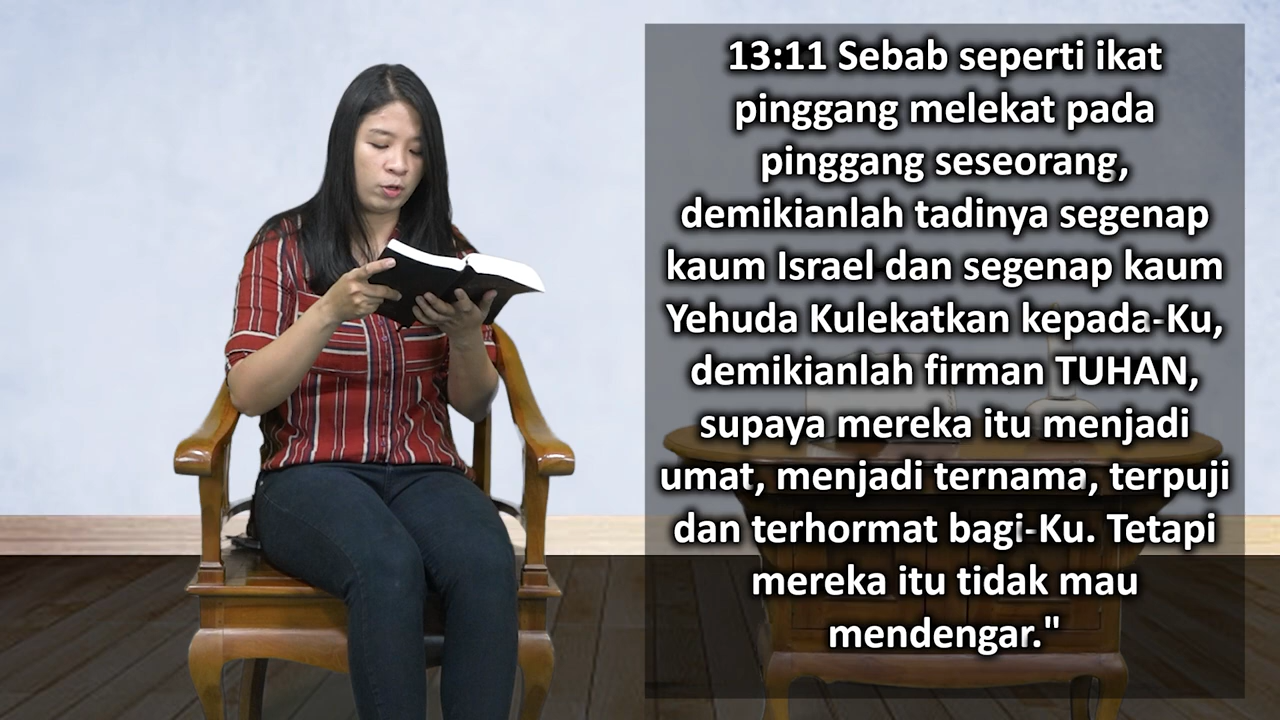 13:11 Sebab seperti ikat
pinggang melekat pada
pinggang seseorang,
demikianlah tadinya segenap
kaum Israel dan segenap kaum
Yehuda Kulekatkan kepada-Ku,
demikianlah firman TUHAN,
supaya mereka itu menjadi
umat, menjadi ternama, terpuji
dan terhormat bagi-Ku. Tetapi
mereka itu tidak mau
mendengar."